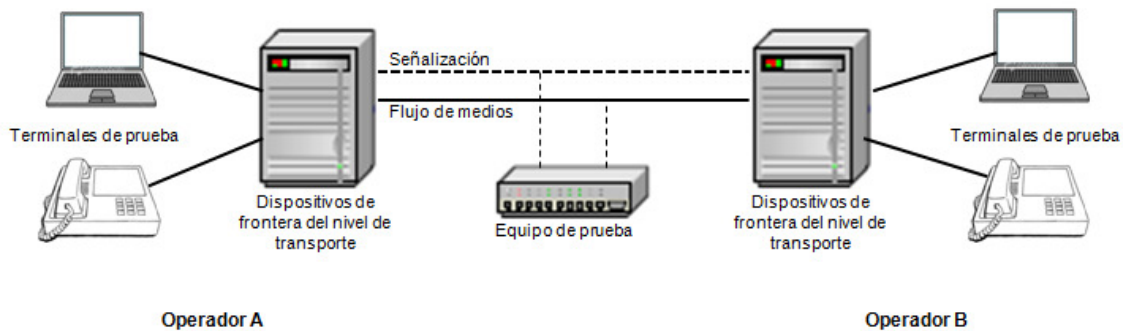 Señalización
Flujo de medios
Terminales de prueba
Dispositivos de
frontera del nivel de
transporte
Equipo de prueba
Dispositivos de
frontera del nivel de
transporte
Terminales de prueba
Operador A
Operador B